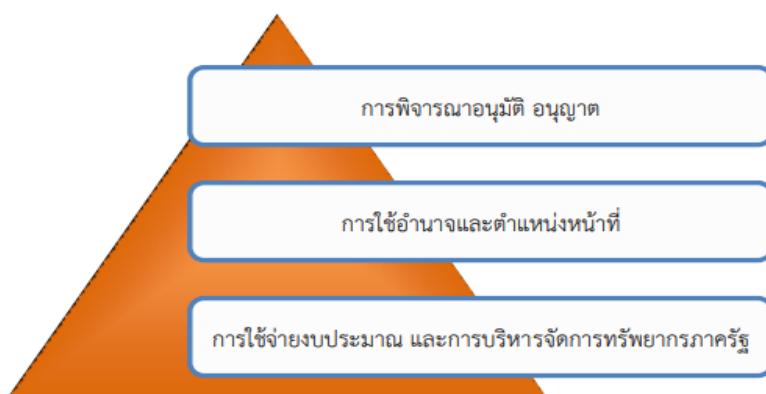 การพิจารณาอนุมัติ อนุญาต
การใช้อำนาจและตำแหน่งหน้าที่
การใช้จ่ายงบประมาณ และการบริหารจัดการทรัพยากรภาครัฐ